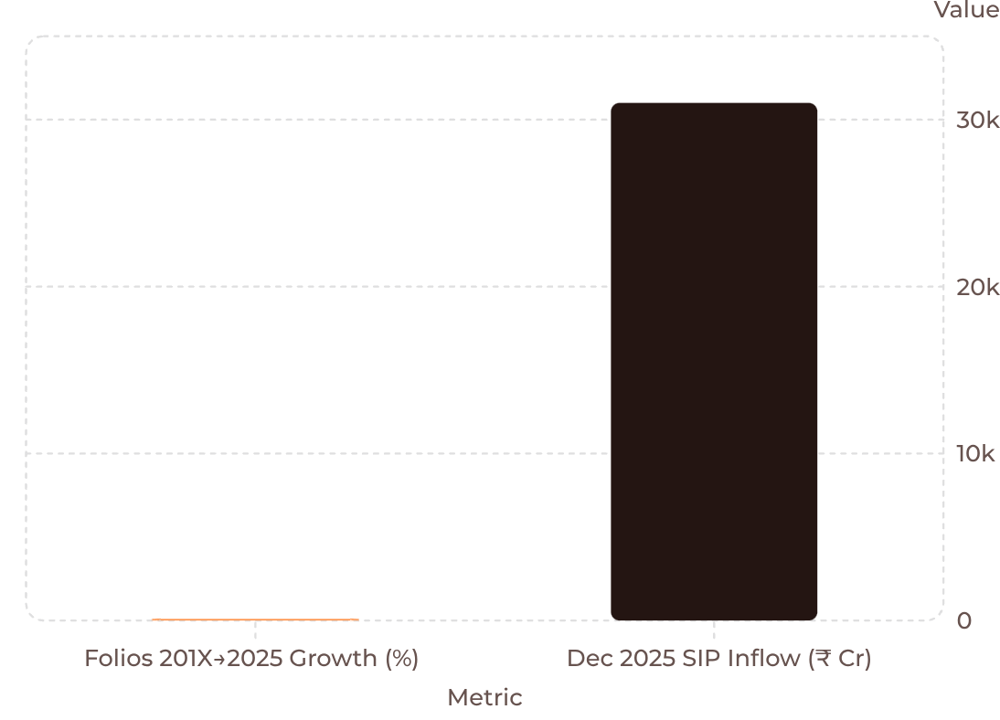 Value
30k
20k
10k
0
Folios 201X→2025 Growth (%)
Dec 2025 SIP Inflow (₹ Cr)
Metric